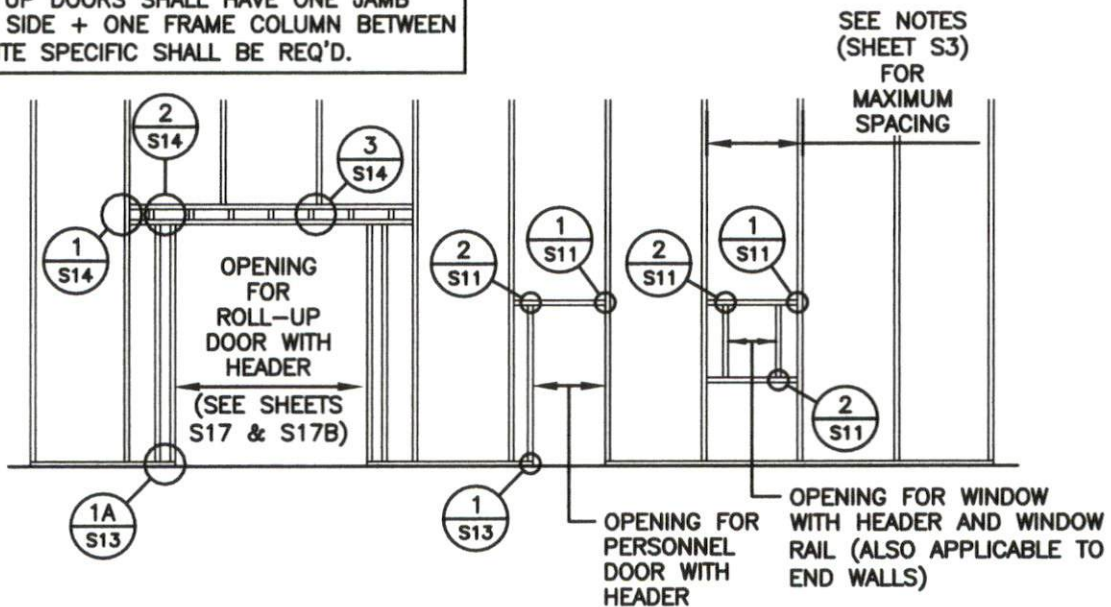 UP DOORS SHALL HAVE ONE JAMB
SIDE + ONE FRAME COLUMN BETWEEN
TE SPECIFIC SHALL BE REQ'D.
SEE NOTES
(SHEET S3)
FOR
MAXIMUM
SPACING
2
S14
3
S14
1
S14
OPENING
FOR
ROLL-UP
DOOR WITH
HEADER
(SEE SHEETS
S17 & S17B)
2
S11
1
S11
2
S11
1
S11
2
S11
1A
S13
1
S13
OPENING FOR
PERSONNEL
DOOR WITH
HEADER
OPENING FOR WINDOW
WITH HEADER AND WINDOW
RAIL (ALSO APPLICABLE TO
END WALLS)